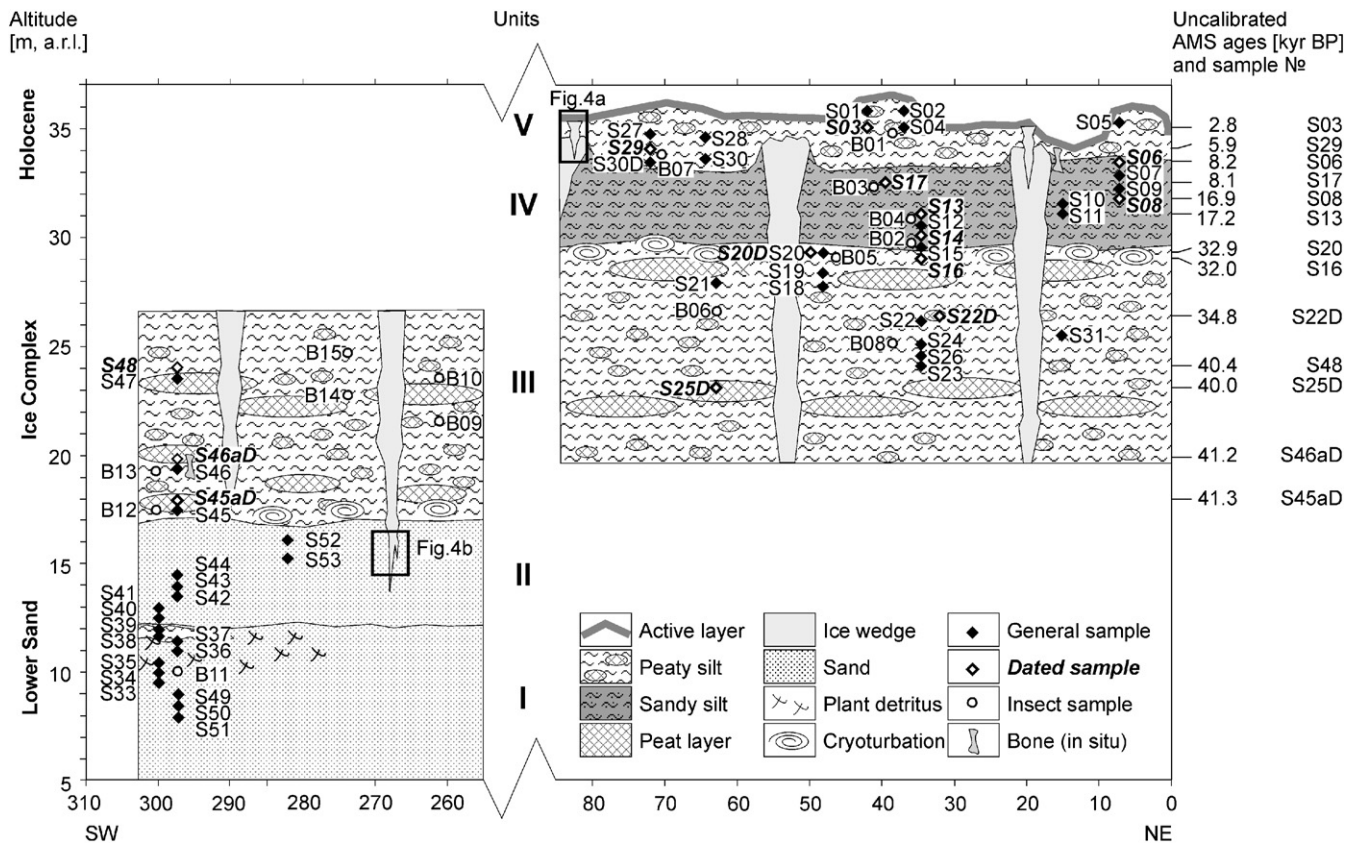 Altitude
[m, a.r.l.]
Units
Uncalibrated
AMS ages [kyr BP]
and sample №
Holocene
Ice Complex
Lower Sand
35
30
25
20
15
10
5
V
IV
III
II
I
Fig.4a
S27
S29
S30D
B07
S28
S30
S01
S03
S02
S04
B01
S05
S06
S07
S09
S08
B03
S17
S10
S11
S13
B04
S12
S14
B02
S15
S16
S20D
S20
B05
S19
S18
S21
B06
S22
S22D
B08
S24
S26
S23
S31
S25D
S48
S47
B15
B14
B10
B09
S46aD
B13
S46
S45aD
B12
S45
S52
S53
Fig.4b
S44
S43
S42
S41
S40
S39
S38
S37
S36
S35
S34
S33
B11
S49
S50
S51
2.8 S03
5.9 S29
8.2 S06
8.1 S17
16.9 S08
17.2 S13
32.9 S20
32.0 S16
34.8 S22D
40.4 S48
40.0 S25D
41.2 S46aD
41.3 S45aD
Active layer
Peaty silt
Sandy silt
Peat layer
Ice wedge
Sand
Plant detritus
Cryoturbation
General sample
Dated sample
Insect sample
Bone (in situ)
310 300 290 280 270 260
80 70 60 50 40 30 20 10 0
SW
NE